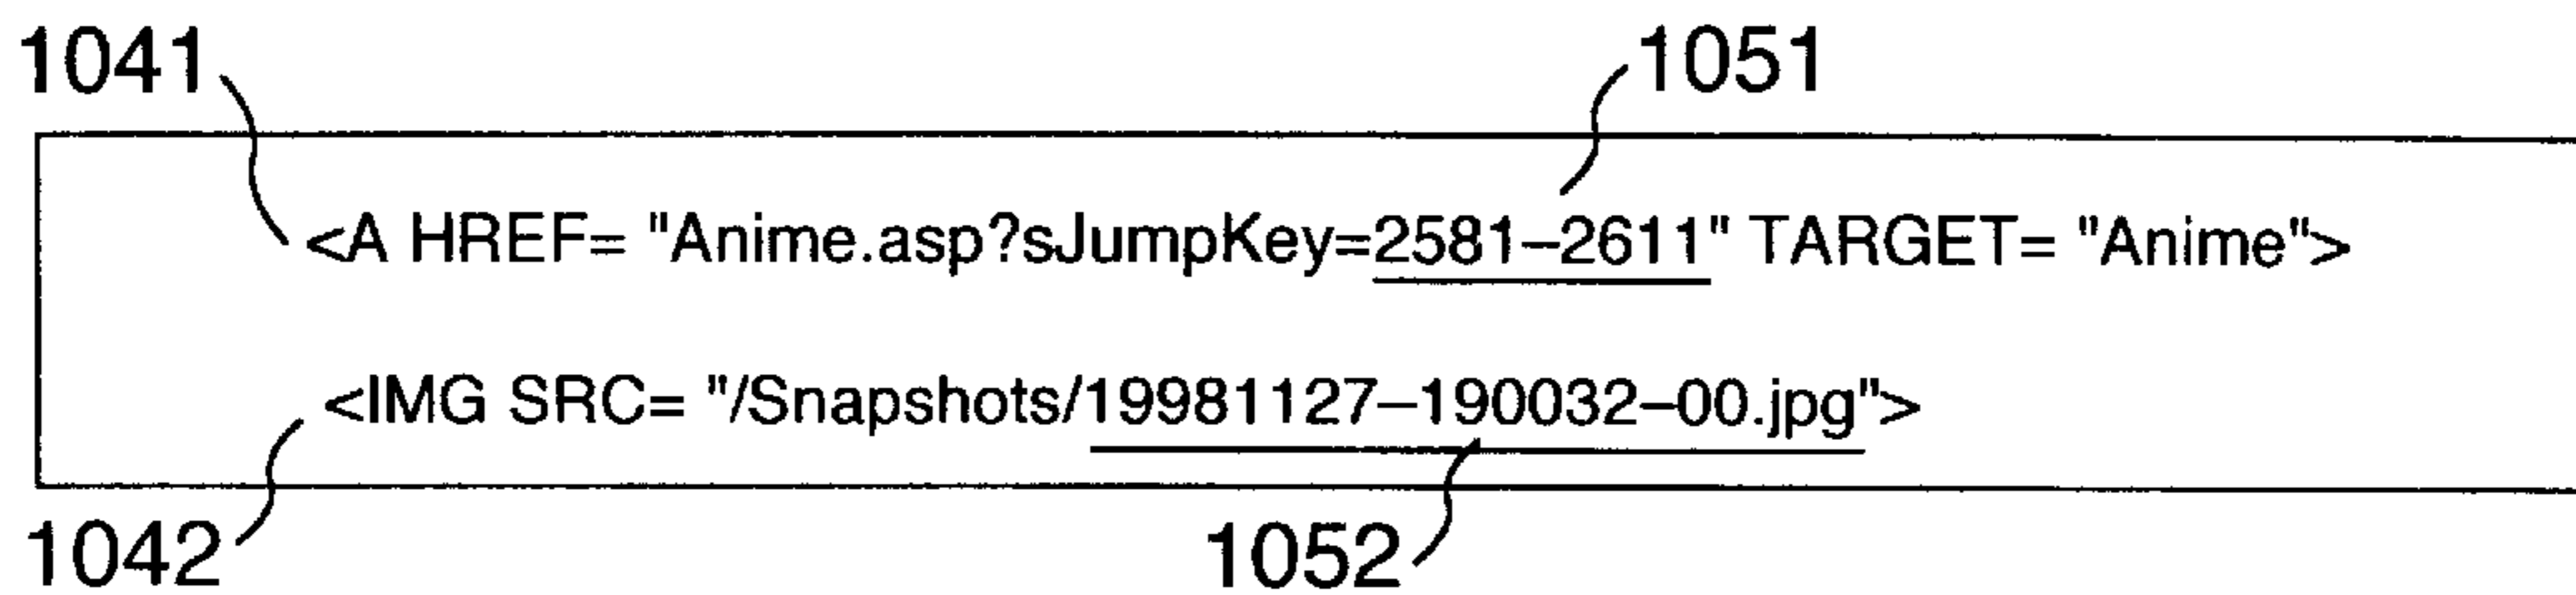 1041 1051
<A HREF= "Anime.asp?sJumpKey=2581–2611" TARGET= "Anime">
<IMG SRC= "/Snapshots/19981127–190032–00.jpg">
1042 1052